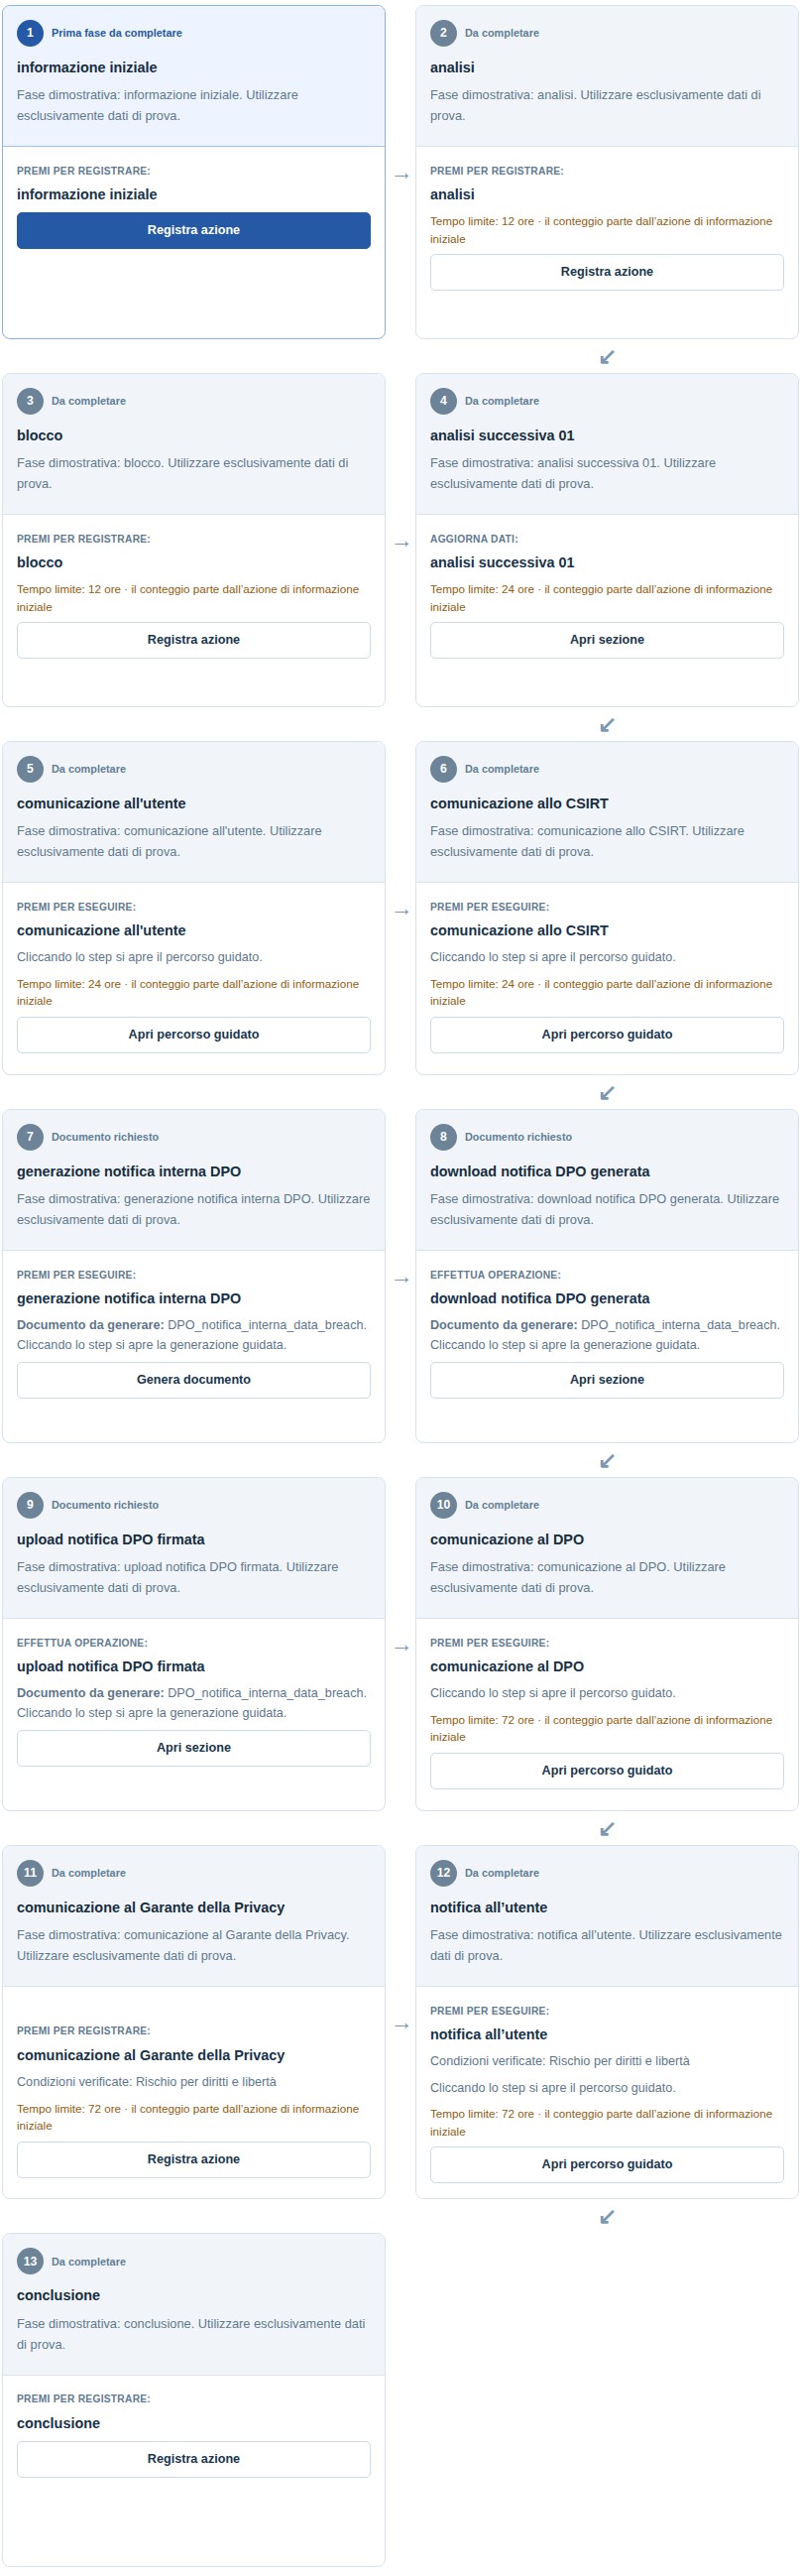 1 Prima fase da completare
informazione iniziale
Fase dimostrativa: informazione iniziale. Utilizzare
esclusivamente dati di prova.
PREMI PER REGISTRARE:
informazione iniziale
Registra azione
→
2 Da completare
analisi
Fase dimostrativa: analisi. Utilizzare esclusivamente dati di
prova.
PREMI PER REGISTRARE:
analisi
Tempo limite: 12 ore · il conteggio parte dall’azione di informazione
iniziale
Registra azione
↙
3 Da completare
blocco
Fase dimostrativa: blocco. Utilizzare esclusivamente dati di
prova.
PREMI PER REGISTRARE:
blocco
Tempo limite: 12 ore · il conteggio parte dall’azione di informazione
iniziale
Registra azione
→
4 Da completare
analisi successiva 01
Fase dimostrativa: analisi successiva 01. Utilizzare
esclusivamente dati di prova.
AGGIORNA DATI:
analisi successiva 01
Tempo limite: 24 ore · il conteggio parte dall’azione di informazione
iniziale
Apri sezione
↙
5 Da completare
comunicazione all'utente
Fase dimostrativa: comunicazione all'utente. Utilizzare
esclusivamente dati di prova.
PREMI PER ESEGUIRE:
comunicazione all'utente
Cliccando lo step si apre il percorso guidato.
Tempo limite: 24 ore · il conteggio parte dall’azione di informazione
iniziale
Apri percorso guidato
→
6 Da completare
comunicazione allo CSIRT
Fase dimostrativa: comunicazione allo CSIRT. Utilizzare
esclusivamente dati di prova.
PREMI PER ESEGUIRE:
comunicazione allo CSIRT
Cliccando lo step si apre il percorso guidato.
Tempo limite: 24 ore · il conteggio parte dall’azione di informazione
iniziale
Apri percorso guidato
↙
7 Documento richiesto
generazione notifica interna DPO
Fase dimostrativa: generazione notifica interna DPO. Utilizzare
esclusivamente dati di prova.
PREMI PER ESEGUIRE:
generazione notifica interna DPO
Documento da generare: DPO_notifica_interna_data_breach.
Cliccando lo step si apre la generazione guidata.
Genera documento
→
8 Documento richiesto
download notifica DPO generata
Fase dimostrativa: download notifica DPO generata. Utilizzare
esclusivamente dati di prova.
EFFETTUA OPERAZIONE:
download notifica DPO generata
Documento da generare: DPO_notifica_interna_data_breach.
Cliccando lo step si apre la generazione guidata.
Apri sezione
↙
9 Documento richiesto
upload notifica DPO firmata
Fase dimostrativa: upload notifica DPO firmata. Utilizzare
esclusivamente dati di prova.
EFFETTUA OPERAZIONE:
upload notifica DPO firmata
Documento da generare: DPO_notifica_interna_data_breach.
Cliccando lo step si apre la generazione guidata.
Apri sezione
→
10 Da completare
comunicazione al DPO
Fase dimostrativa: comunicazione al DPO. Utilizzare
esclusivamente dati di prova.
PREMI PER ESEGUIRE:
comunicazione al DPO
Cliccando lo step si apre il percorso guidato.
Tempo limite: 72 ore · il conteggio parte dall’azione di informazione
iniziale
Apri percorso guidato
↙
11 Da completare
comunicazione al Garante della Privacy
Fase dimostrativa: comunicazione al Garante della Privacy.
Utilizzare esclusivamente dati di prova.
PREMI PER REGISTRARE:
comunicazione al Garante della Privacy
Condizioni verificate: Rischio per diritti e libertà
Tempo limite: 72 ore · il conteggio parte dall’azione di informazione
iniziale
Registra azione
→
12 Da completare
notifica all’utente
Fase dimostrativa: notifica all’utente. Utilizzare esclusivamente
dati di prova.
PREMI PER ESEGUIRE:
notifica all’utente
Condizioni verificate: Rischio per diritti e libertà
Cliccando lo step si apre il percorso guidato.
Tempo limite: 72 ore · il conteggio parte dall’azione di informazione
iniziale
Apri percorso guidato
↙
13 Da completare
conclusione
Fase dimostrativa: conclusione. Utilizzare esclusivamente dati
di prova.
PREMI PER REGISTRARE:
conclusione
Registra azione